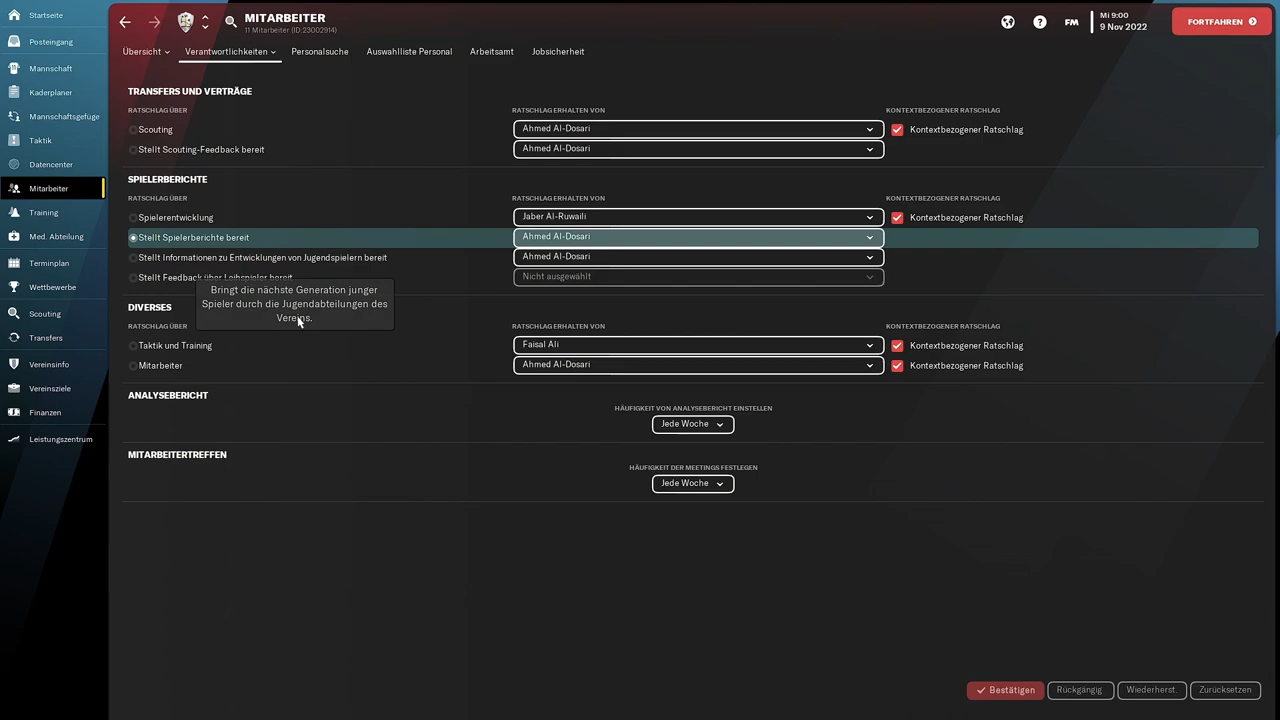 Startseite
Posteingang
Mannschaft
Kaderplaner
Mannschaftsgefüge
Taktik
Datencenter
Mitarbeiter
Training
Med. Abteilung
Terminplan
Wettbewerbe
Scouting
Transfers
Vereinsinfo
Vereinsziele
Finanzen
Leistungszentrum
MITARBEITER
11 Mitarbeiter (ID:23002914)
FM
Mi 9:00
9 Nov 2022
FORTFAHREN
Übersicht Verantwortlichkeiten Personalsuche Auswahlliste Personal Arbeitsamt Jobsicherheit
TRANSFERS UND VERTRÄGE
RATSCHLAG ÜBER RATSCHLAG ERHALTEN VON KONTEXTBEZOGENER RATSCHLAG
Scouting Ahmed Al-Dosari Kontextbezogener Ratschlag
Stellt Scouting-Feedback bereit Ahmed Al-Dosari
SPIELERBERICHTE
RATSCHLAG ÜBER RATSCHLAG ERHALTEN VON KONTEXTBEZOGENER RATSCHLAG
Spielerentwicklung Jaber Al-Ruwaili Kontextbezogener Ratschlag
Stellt Spielerberichte bereit Ahmed Al-Dosari
Stellt Informationen zu Entwicklungen von Jugendspielern bereit Ahmed Al-Dosari
Stellt Feedback über Leihspieler bereit Nicht ausgewählt
Bringt die nächste Generation junger
Spieler durch die Jugendabteilungen des
Vereins.
DIVERSES
RATSCHLAG ÜBER RATSCHLAG ERHALTEN VON KONTEXTBEZOGENER RATSCHLAG
Taktik und Training Faisal Ali Kontextbezogener Ratschlag
Mitarbeiter Ahmed Al-Dosari Kontextbezogener Ratschlag
ANALYSEBERICHT
HÄUFIGKEIT VON ANALYSEBERICHT EINSTELLEN
Jede Woche
MITARBEITERTREFFEN
HÄUFIGKEIT DER MEETINGS FESTLEGEN
Jede Woche
Bestätigen Rückgängig Wiederherst. Zurücksetzen